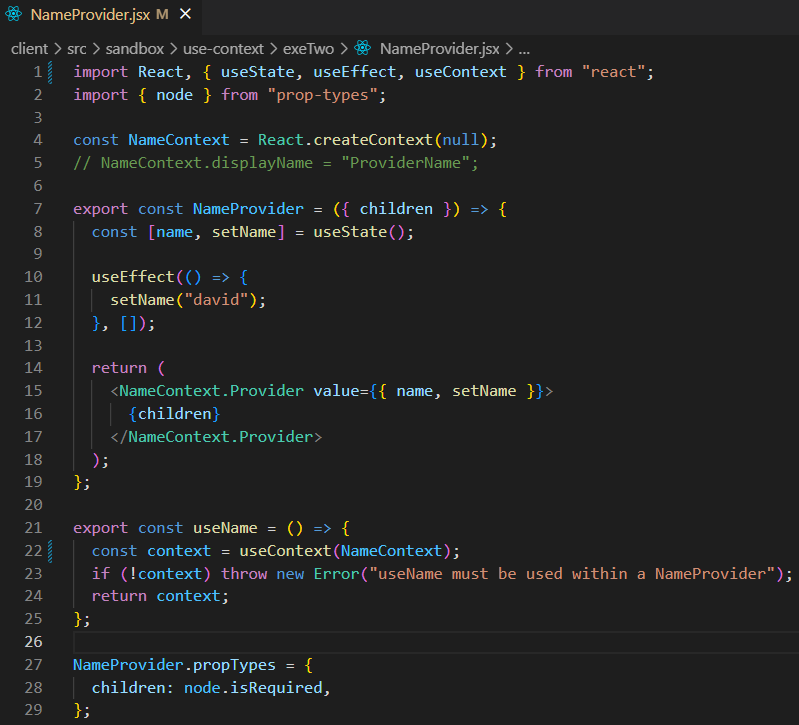 NameProvider.jsx M ×
client > src > sandbox > use-context > exeTwo > NameProvider.jsx > ...
1 import React, { useState, useEffect, useContext } from "react";
2 import { node } from "prop-types";
3
4 const NameContext = React.createContext(null);
5 // NameContext.displayName = "ProviderName";
6
7 export const NameProvider = ({ children }) => {
8   const [name, setName] = useState();
9
10   useEffect(() => {
11     setName("david");
12   }, []);
13
14   return (
15     <NameContext.Provider value={{ name, setName }}>
16       {children}
17     </NameContext.Provider>
18   );
19 };
20
21 export const useName = () => {
22   const context = useContext(NameContext);
23   if (!context) throw new Error("useName must be used within a NameProvider");
24   return context;
25 };
26
27 NameProvider.propTypes = {
28   children: node.isRequired,
29 };